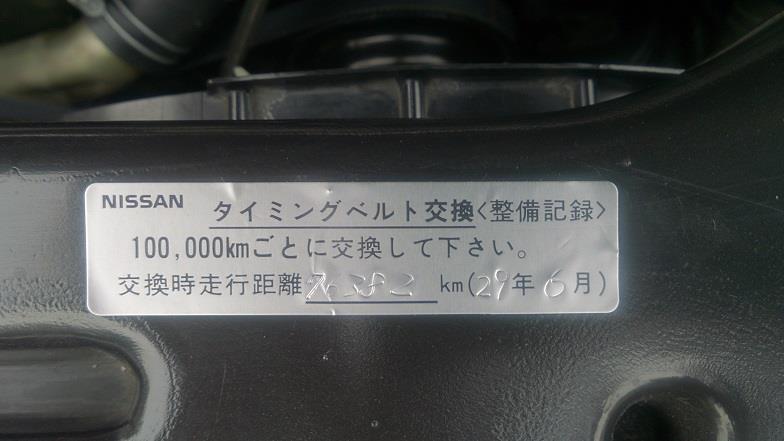 NISSAN タイミングベルト交換<整備記録>
100,000kmごとに交換して下さい。
交換時走行距離 km(29年6月)